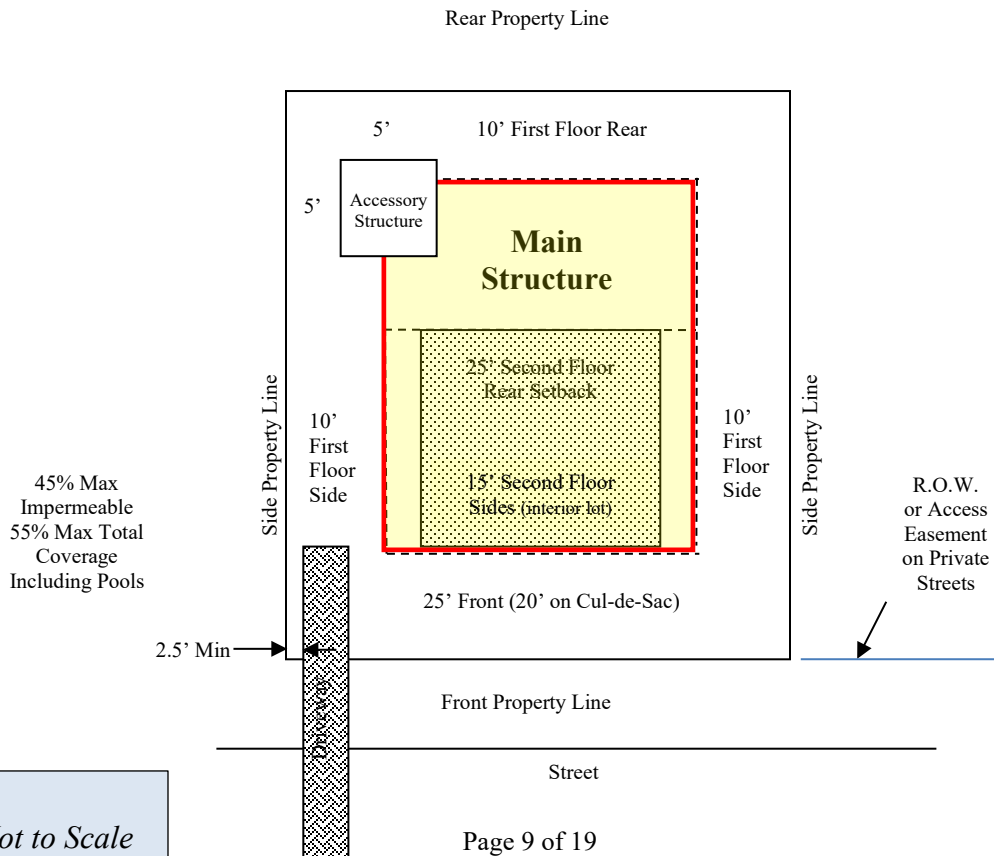 Rear Property Line
5’
10’ First Floor Rear
5’
Accessory
Structure
Main
Structure
25’ Second Floor
Rear Setback
15’ Second Floor
Sides (interior lot)
Side Property Line
10’
First
Floor
Side
10’
First
Floor
Side
Side Property Line
45% Max
Impermeable
55% Max Total
Coverage
Including Pools
R.O.W.
or Access
Easement
on Private
Streets
25’ Front (20’ on Cul-de-Sac)
2.5’ Min
Driveway
Front Property Line
Street
ot to Scale
Page 9 of 19